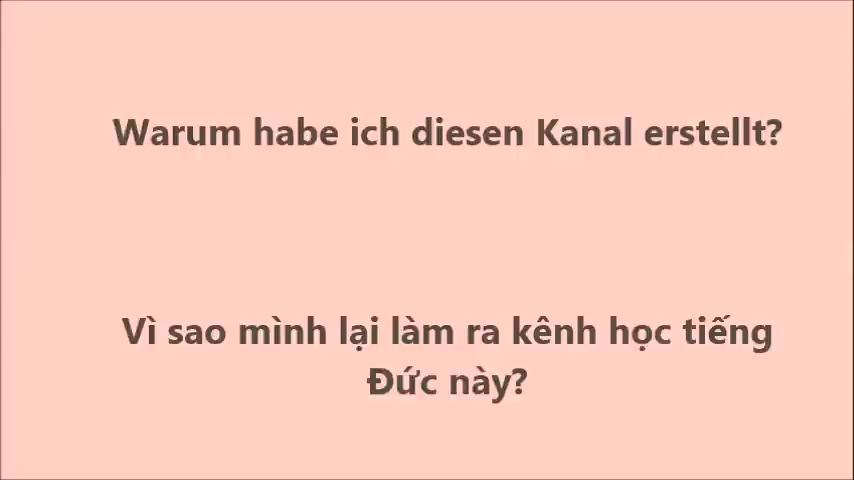 Warum habe ich diesen Kanal erstellt?
Vì sao mình lại làm ra kênh học tiếng
Đức này?